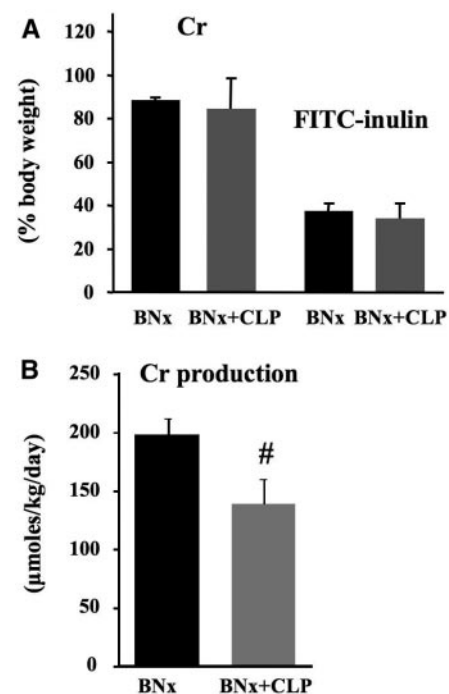 A
Cr
FITC-inulin
(% body weight)
120
100
80
60
40
20
0
BNx BNx+CLP BNx BNx+CLP
B
Cr production
(μmoles/kg/day)
250
200
150
100
50
0
#
BNx BNx+CLP